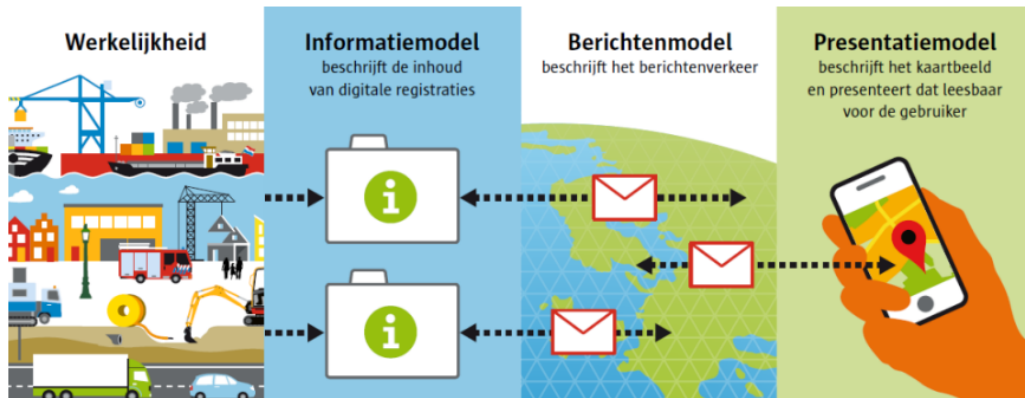 Werkelijkheid
Informatiemodel
beschrijft de inhoud
van digitale registraties
Berichtenmodel
beschrijft het berichtenverkeer
Presentatiemodel
beschrijft het kaartbeeld
en presenteert dat leesbaar
voor de gebruiker
i
i